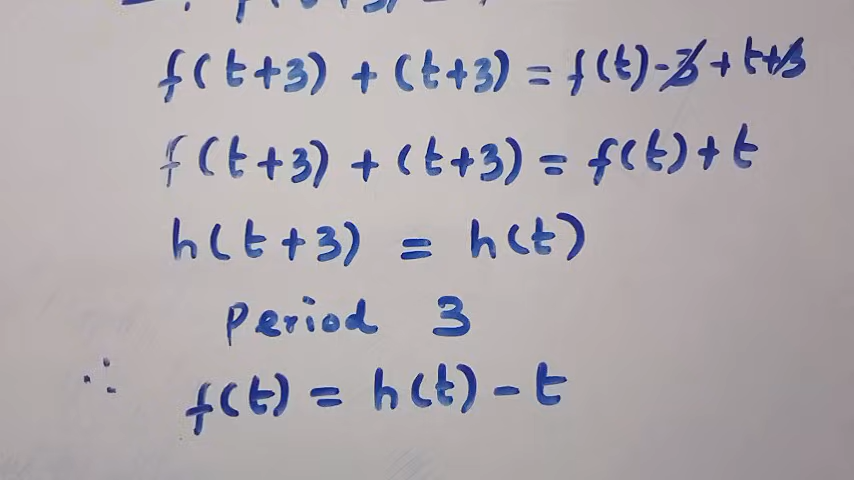 f(t+3) + (t+3) = f(t) - 3 + t + 3
f(t+3) + (t+3) = f(t) + t
h(t+3) = h(t)
Period 3
∴ f(t) = h(t) - t